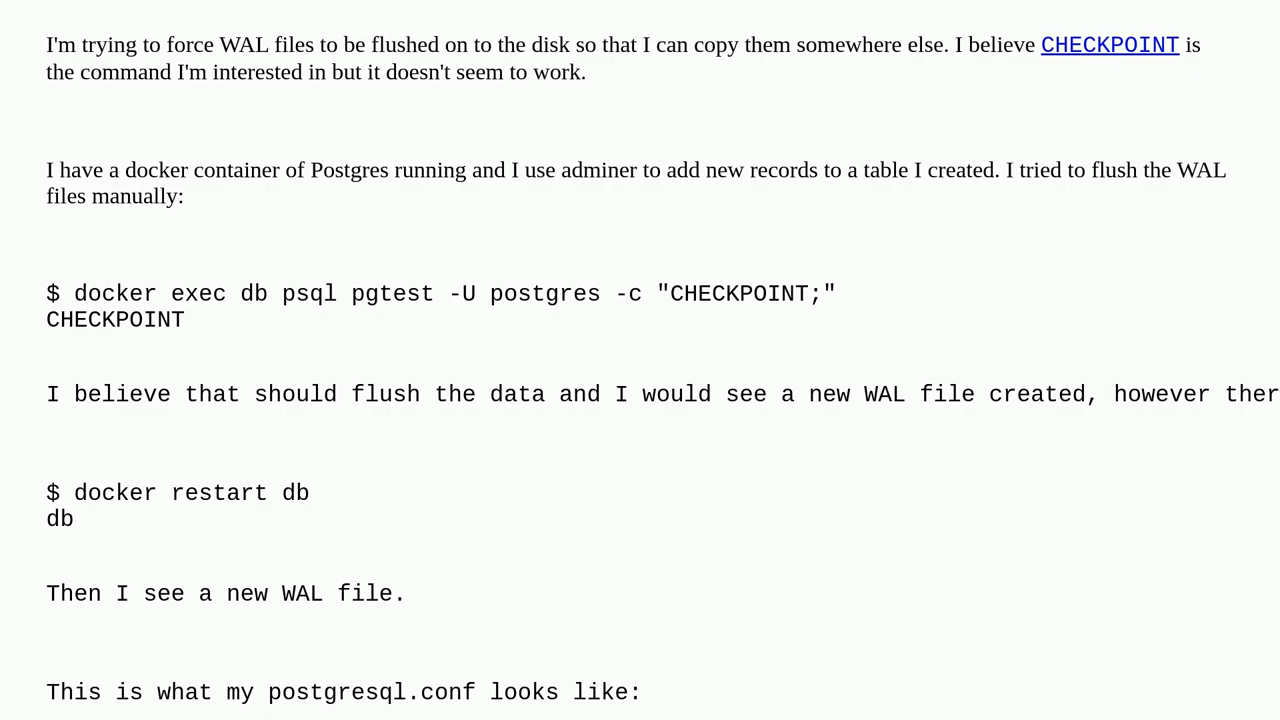 I'm trying to force WAL files to be flushed on to the disk so that I can copy them somewhere else. I believe CHECKPOINT is
the command I'm interested in but it doesn't seem to work.
I have a docker container of Postgres running and I use adminer to add new records to a table I created. I tried to flush the WAL
files manually:
$ docker exec db psql pgtest -U postgres -c "CHECKPOINT;"
CHECKPOINT
I believe that should flush the data and I would see a new WAL file created, however
$ docker restart db
db
Then I see a new WAL file.
This is what my postgresql.conf looks like: